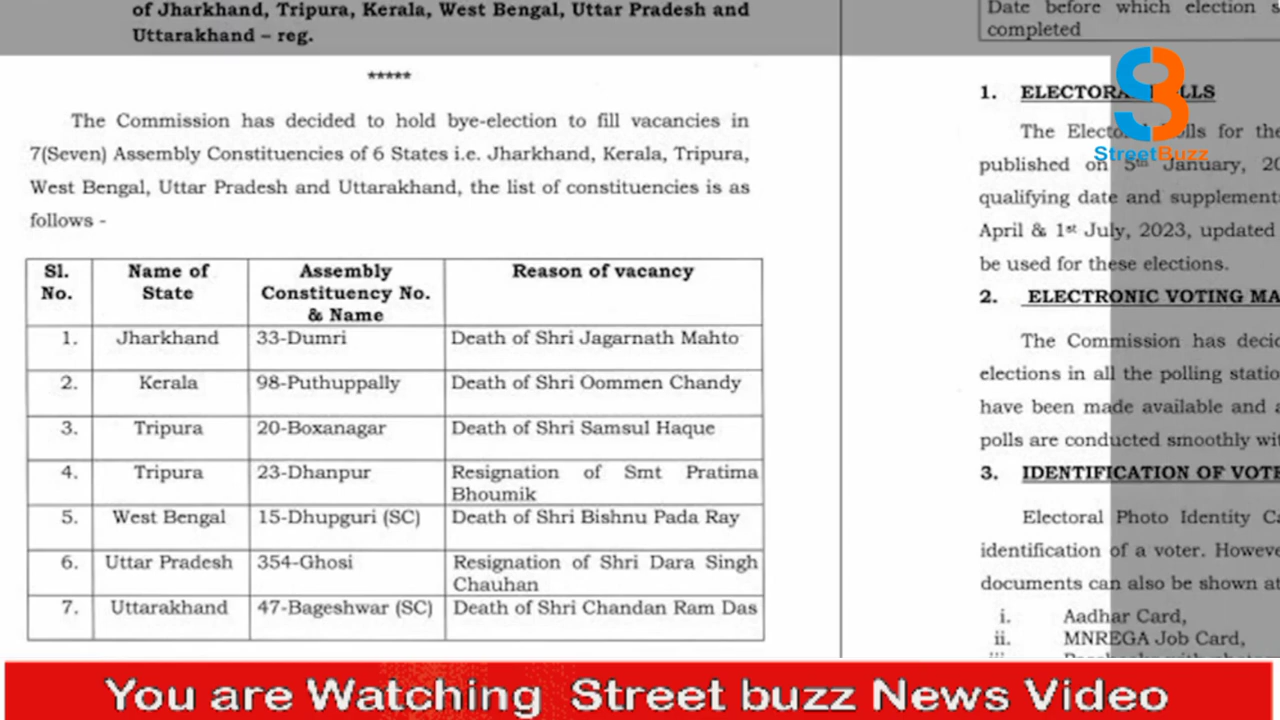 of Jharkhand, Tripura, Kerala, West Bengal, Uttar Pradesh and
Uttarakhand – reg.
*****
The Commission has decided to hold bye-election to fill vacancies in
7(Seven) Assembly Constituencies of 6 States i.e. Jharkhand, Kerala, Tripura,
West Bengal, Uttar Pradesh and Uttarakhand, the list of constituencies is as
follows -
Sl. No. Name of State Assembly Constituency No. & Name Reason of vacancy
1. Jharkhand 33-Dumri Death of Shri Jagarnath Mahto
2. Kerala 98-Puthuppally Death of Shri Oommen Chandy
3. Tripura 20-Boxanagar Death of Shri Samsul Haque
4. Tripura 23-Dhanpur Resignation of Smt Pratima
Bhoumik
5. West Bengal 15-Dhupguri (SC) Death of Shri Bishnu Pada Ray
6. Uttar Pradesh 354-Ghosi Resignation of Shri Dara Singh
Chauhan
7. Uttarakhand 47-Bageshwar (SC) Death of Shri Chandan Ram Das
Date before which election
completed
1. ELECTORAL ROLLS
The Electoral Rolls for the
published on 5th January,
qualifying date and
April & 1st July, 2023, updated
be used for these elections.
2. ELECTRONIC VOTING
The Commission has
elections in all the polling
have been made available and
polls are conducted smoothly
3. IDENTIFICATION OF
Electoral Photo Identity
identification of a voter.
documents can also be shown
i. Aadhar Card,
ii. MNREGA Job Card,
StreetBuzz
You are Watching Street buzz News Video